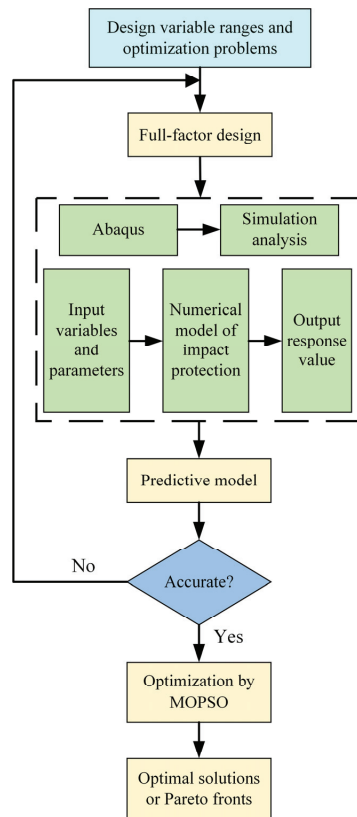 Design variable ranges and
optimization problems
Full-factor design
Abaqus
Simulation
analysis
Input
variables
and
parameters
Numerical
model of
impact
protection
Output
response
value
Predictive model
No
Accurate?
Yes
Optimization by
MOPSO
Optimal solutions
or Pareto fronts